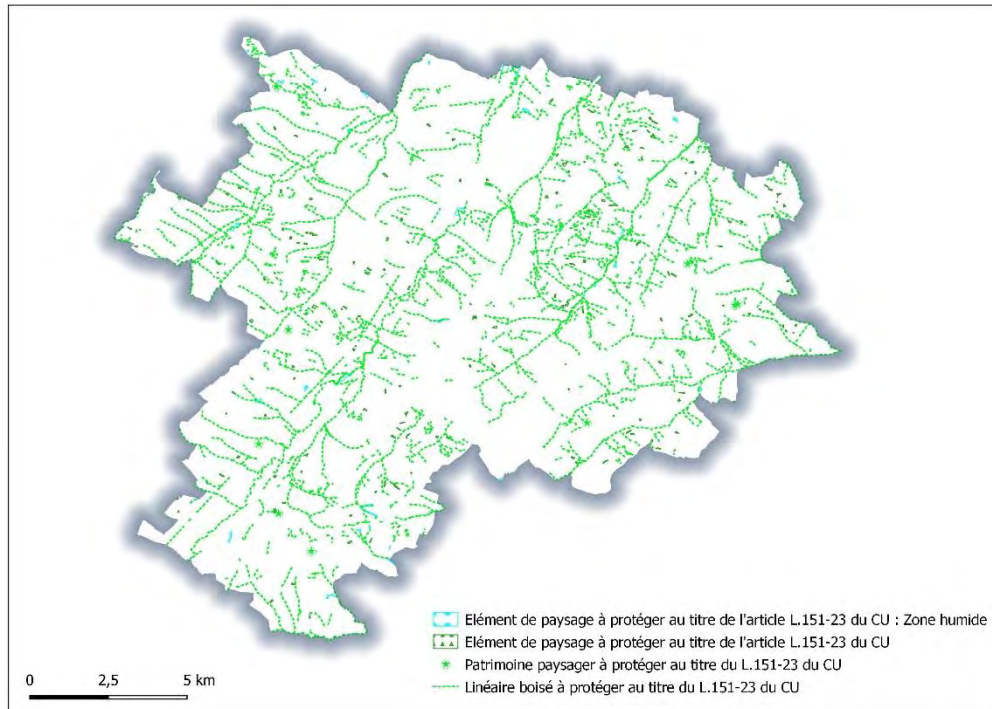 Elément de paysage à protéger au titre de l'article L.151-23 du CU : Zone humide
Elément de paysage à protéger au titre de l'article L.151-23 du CU
Patrimoine paysager à protéger au titre du L.151-23 du CU
Linéaire boisé à protéger au titre du L.151-23 du CU
0 2,5 5 km